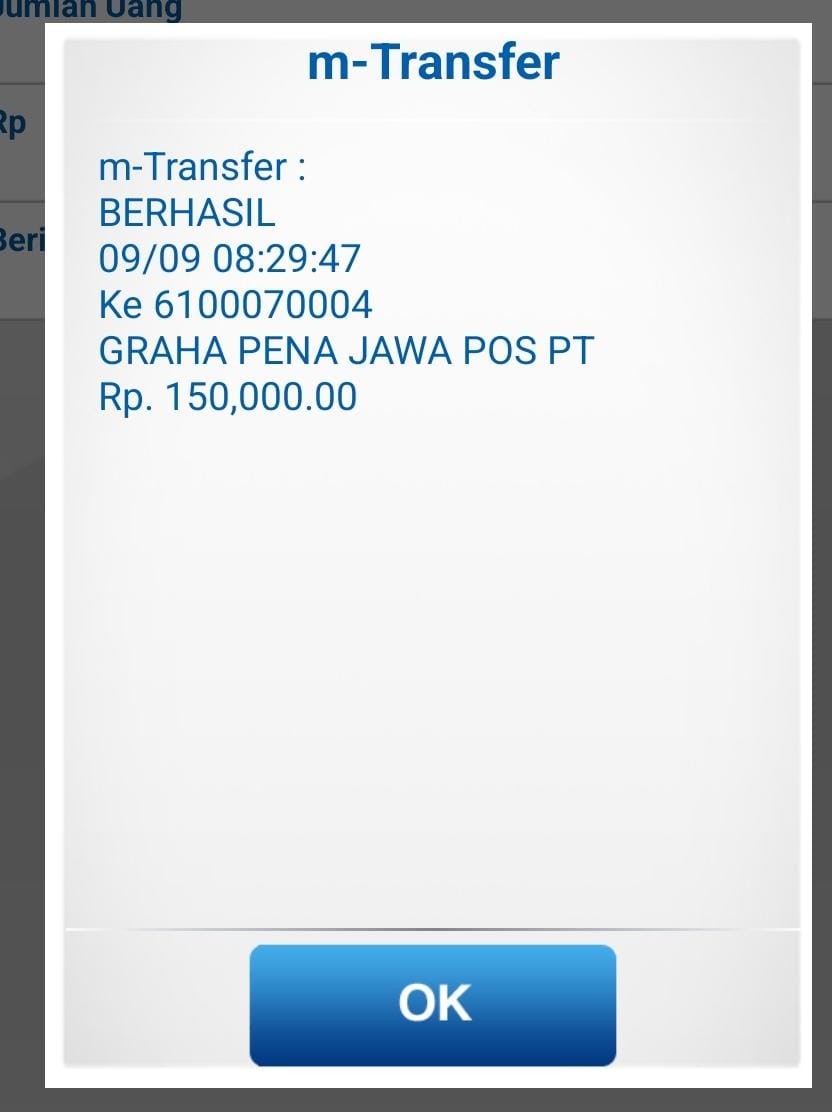 Jumlah Uang
m-Transfer
Rp
m-Transfer :
BERHASIL
09/09 08:29:47
Ke 6100070004
GRAHA PENA JAWA POS PT
Rp. 150,000.00
OK